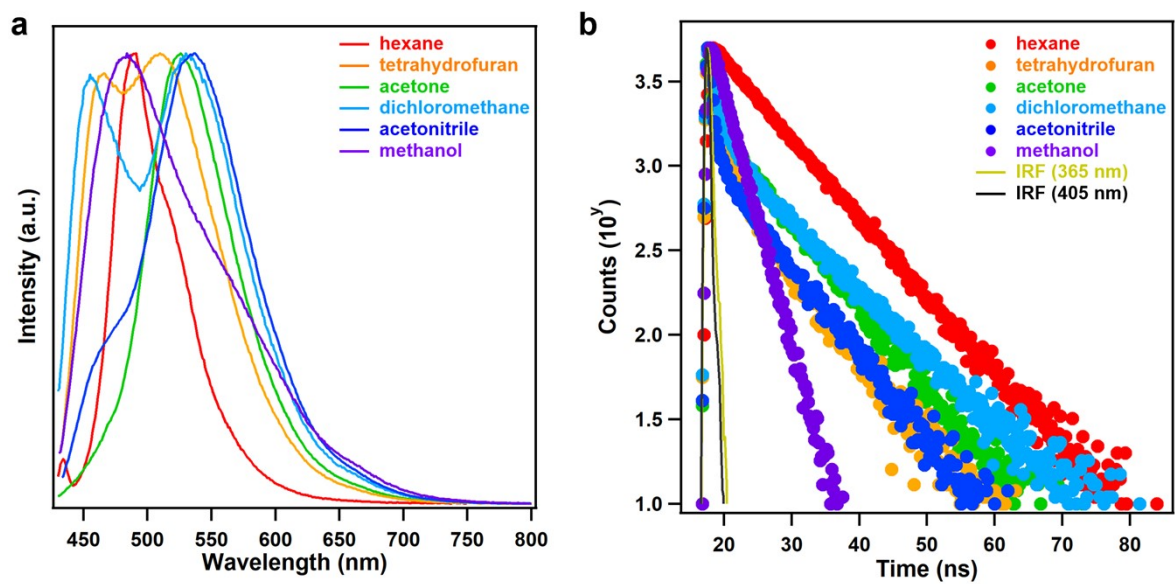 a
Intensity (a.u.)
hexane
tetrahydrofuran
acetone
dichloromethane
acetonitrile
methanol
450 500 550 600 650 700 750 800
Wavelength (nm)
b
Counts (10ʸ)
3.5
3.0
2.5
2.0
1.5
1.0
hexane
tetrahydrofuran
acetone
dichloromethane
acetonitrile
methanol
IRF (365 nm)
IRF (405 nm)
20 30 40 50 60 70 80
Time (ns)